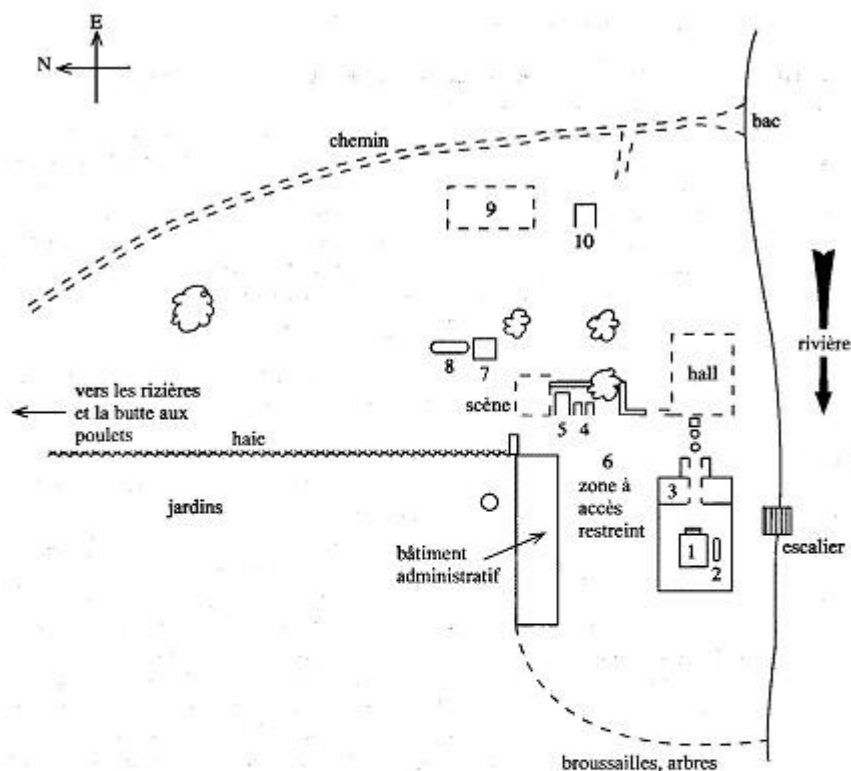 E
N
bac
chemin
9
10
rivière
hall
8
7
vers les rizières
et la butte aux
poulets
scène
5 4
haie
6
zone à
accès
restreint
3
jardins
bâtiment
administratif
1
2
escalier
broussailles, arbres